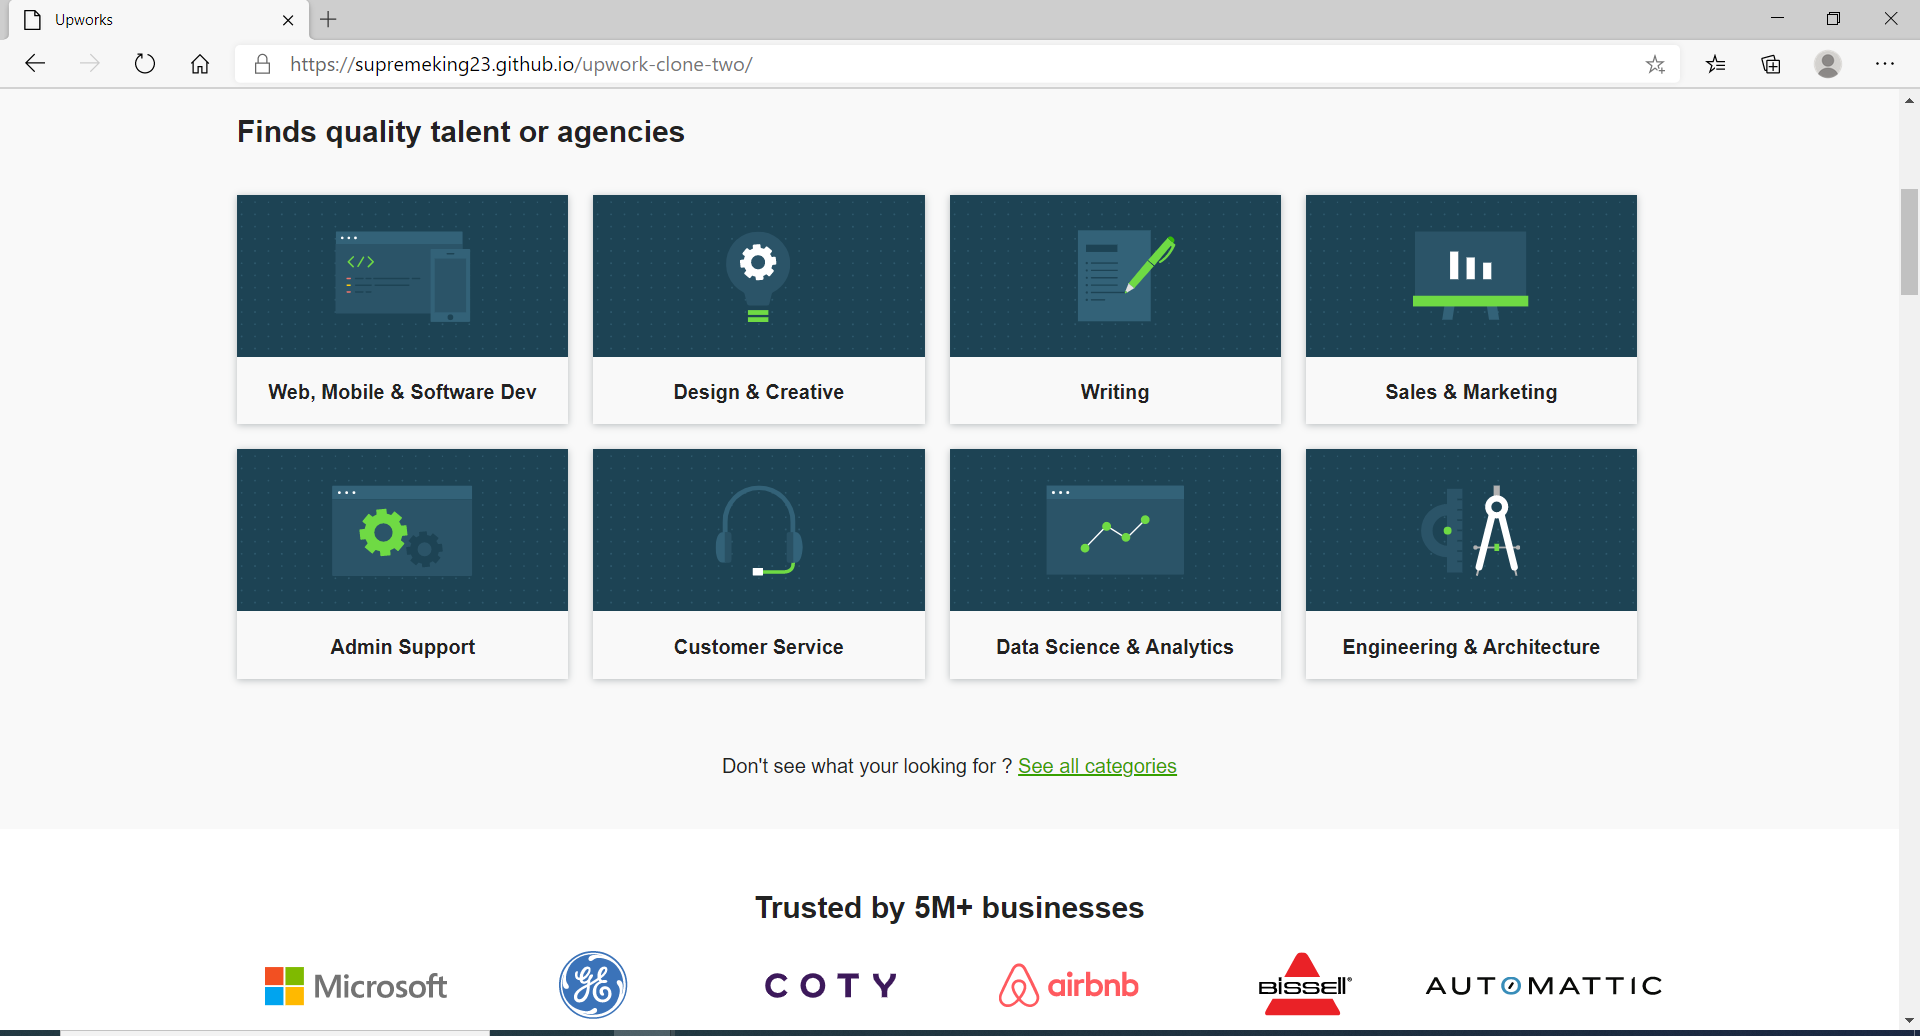 Upworks
https://supremeking23.github.io/upwork-clone-two/
Finds quality talent or agencies
</>
Web, Mobile & Software Dev
Design & Creative
Writing
Sales & Marketing
Admin Support
Customer Service
Data Science & Analytics
Engineering & Architecture
Don't see what your looking for ? See all categories
Trusted by 5M+ businesses
Microsoft
GE
COTY
airbnb
BISSELL®
AUTOMATTIC